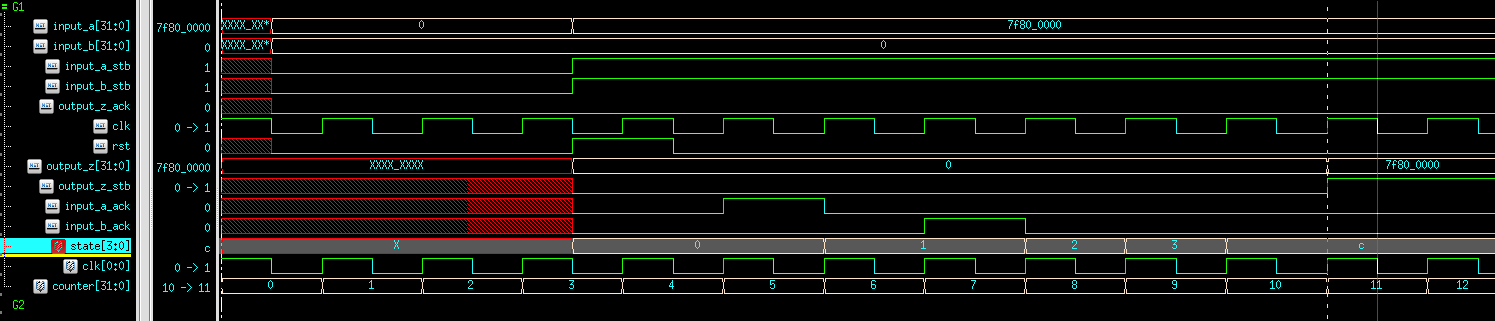 G1
input_a[31:0] 7f80_0000 XXXX_XX* 0 7f80_0000
input_b[31:0] 0 XXXX_XX* 0
input_a_stb 1
input_b_stb 1
output_z_ack 0
clk 0 -> 1
rst 0
output_z[31:0] 7f80_0000 XXXX_XXXX 0 7f80_0000
output_z_stb 0 -> 1
input_a_ack 0
input_b_ack 0
state[3:0] c X 0 1 2 3 c
clk[0:0] 0 -> 1
counter[31:0] 10 -> 11 0 1 2 3 4 5 6 7 8 9 10 11 12
G2